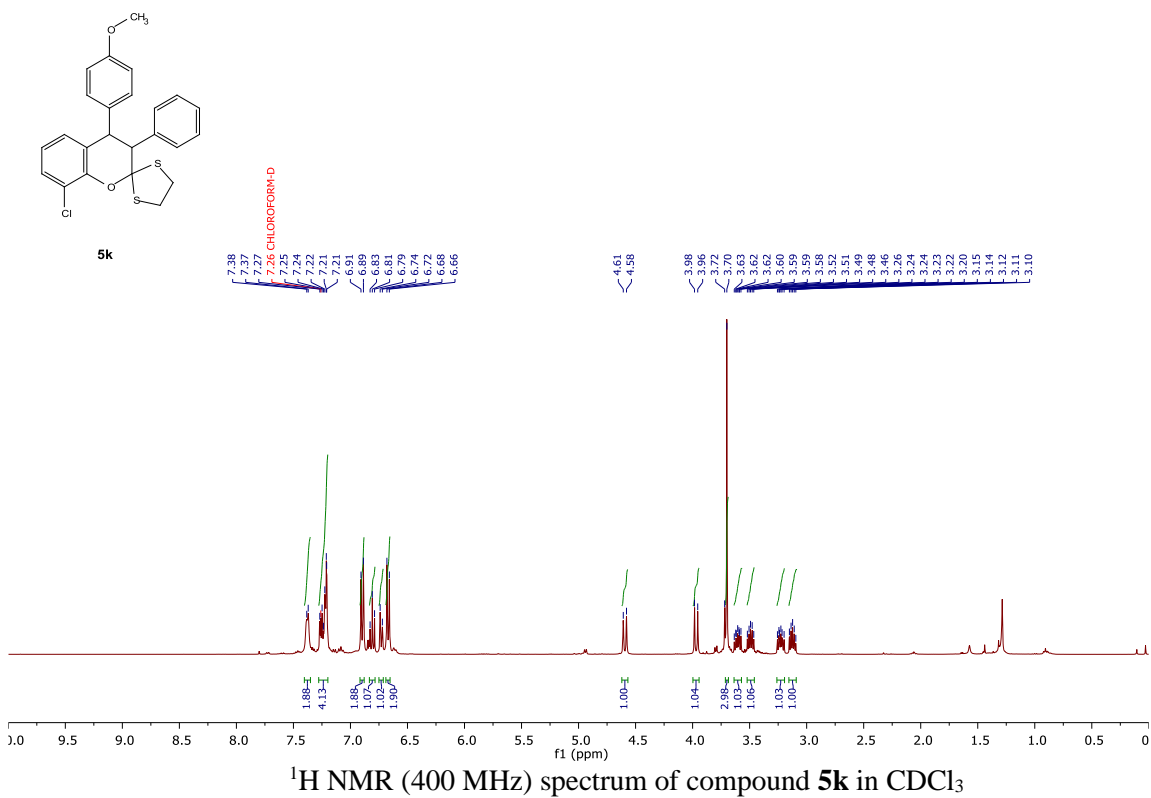 CH3
O
S
O
S
Cl
5k
7.38 7.37 7.27 7.26 CHLOROFORM-D 7.25 7.24 7.22 7.21 7.21 6.91 6.89 6.83 6.81 6.79 6.74 6.72 6.68 6.66 4.61 4.58 3.98 3.96 3.72 3.70 3.63 3.62 3.62 3.60 3.59 3.59 3.58 3.52 3.51 3.49 3.48 3.46 3.26 3.24 3.24 3.23 3.22 3.20 3.15 3.14 3.12 3.11 3.10
1.88 4.13 1.88 1.07 1.02 1.90 1.00 1.04 2.98 1.03 1.06 1.03 1.00
9.5 9.0 8.5 8.0 7.5 7.0 6.5 6.0 5.5 5.0 4.5 4.0 3.5 3.0 2.5 2.0 1.5 1.0 0.5
f1 (ppm)
1H NMR (400 MHz) spectrum of compound 5k in CDCl3